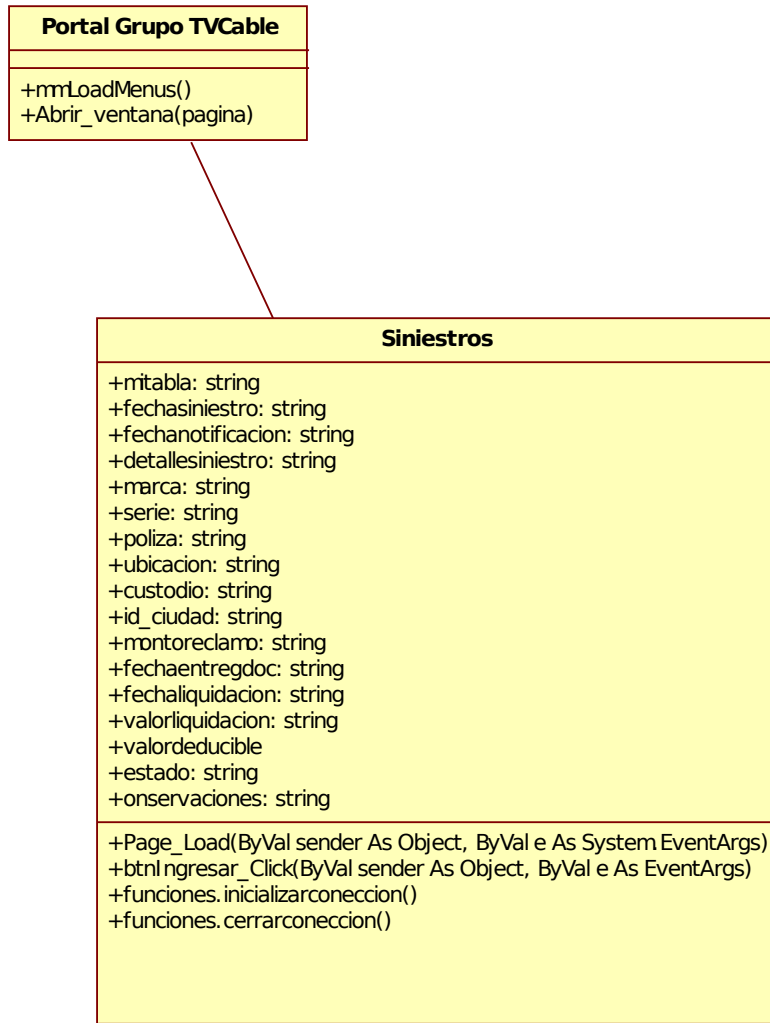 Portal Grupo TVCable
+mmLoadMenus()
+Abrir_ventana(pagina)
Siniestros
+mitabla: string
+fechasiniestro: string
+fechanotificacion: string
+detallesiniestro: string
+marca: string
+serie: string
+poliza: string
+ubicacion: string
+custodio: string
+id_ciudad: string
+montoreclamo: string
+fechaentregdoc: string
+fechaliquidacion: string
+valorliquidacion: string
+valordeducible
+estado: string
+onservaciones: string
+Page_Load(ByVal sender As Object, ByVal e As System.EventArgs)
+btnIngresar_Click(ByVal sender As Object, ByVal e As EventArgs)
+funciones.inicializarconeccion()
+funciones.cerrarconeccion()